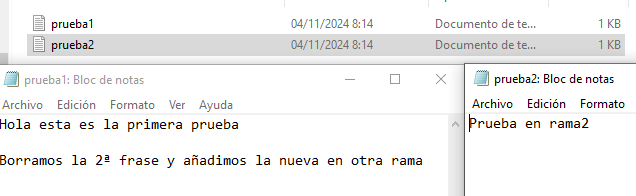 prueba1 04/11/2024 8:14 Documento de te... 1 KB
prueba2 04/11/2024 8:14 Documento de te... 1 KB
prueba1: Bloc de notas
Archivo Edición Formato Ver Ayuda
Hola esta es la primera prueba
Borramos la 2ª frase y añadimos la nueva en otra rama
prueba2: Bloc de notas
Archivo Edición Formato
Prueba en rama2